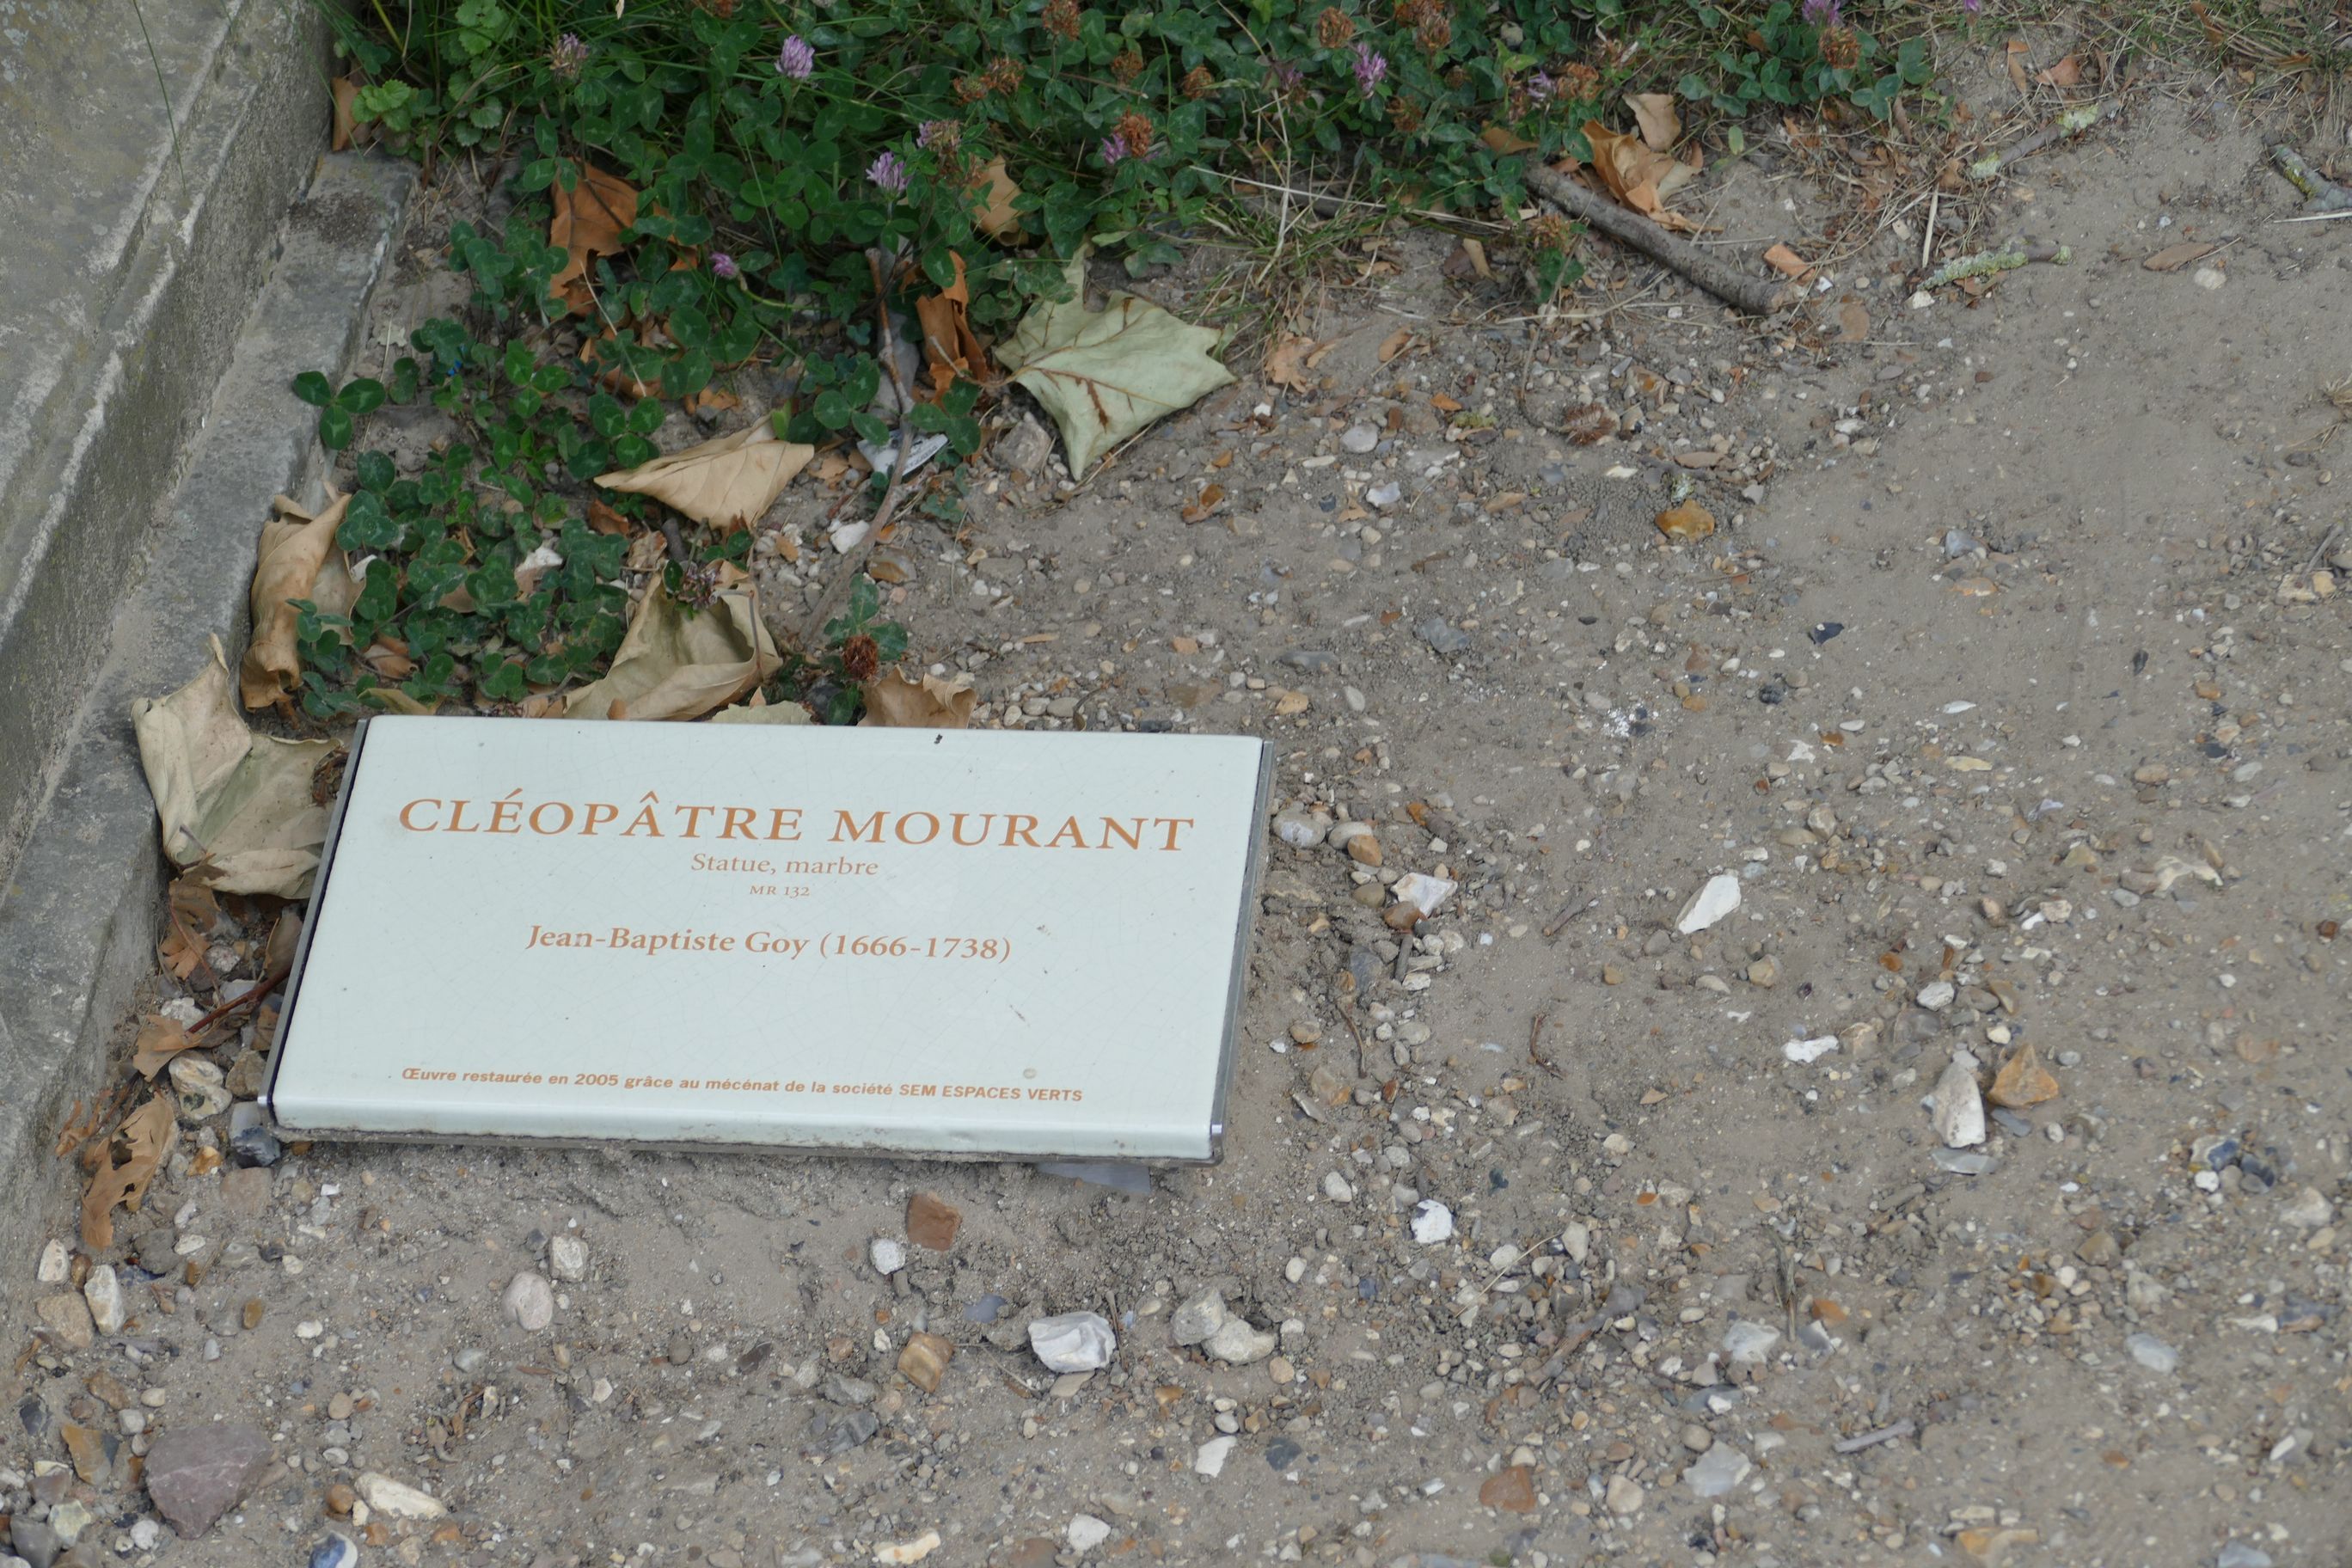 CLÉOPÂTRE MOURANT
Statue, marbre
MR 132
Jean-Baptiste Goy (1666-1738)
Œuvre restaurée en 2005 grâce au mécénat de la société SEM ESPACES VERTS